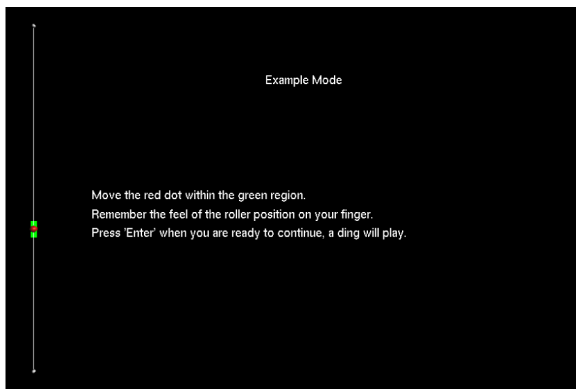 Example Mode
Move the red dot within the green region.
Remember the feel of the roller position on your finger.
Press 'Enter' when you are ready to continue, a ding will play.